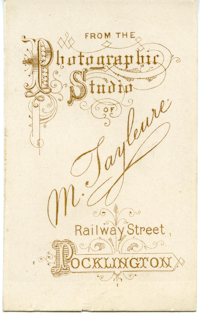 FROM THE
Photographic
Studio
OF
M. Tayleure
Railway Street,
POCKLINGTON